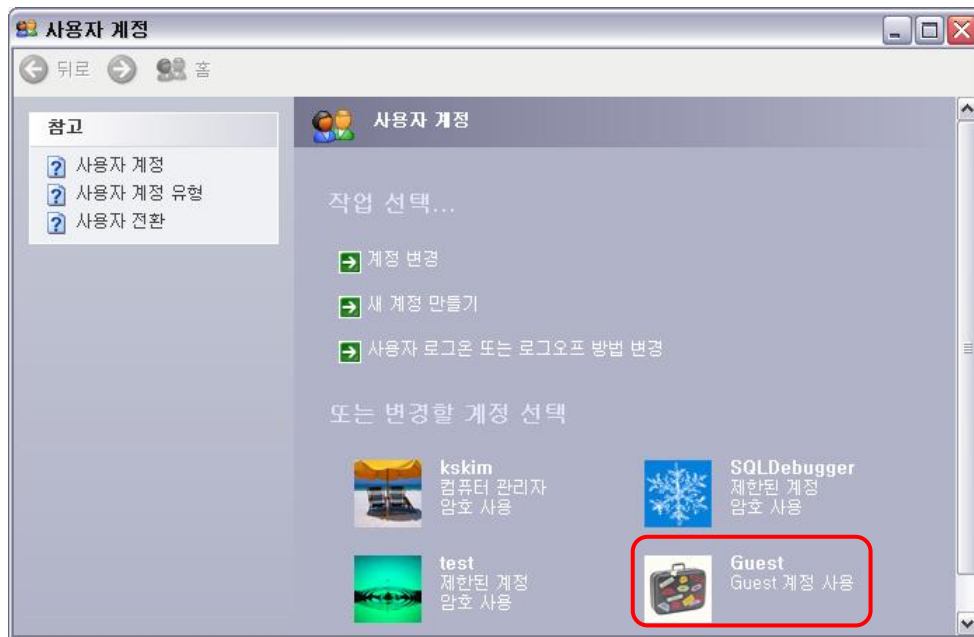 사용자 계정
뒤로 홈
참고
사용자 계정
사용자 계정 유형
사용자 전환
사용자 계정
작업 선택...
계정 변경
새 계정 만들기
사용자 로그온 또는 로그오프 방법 변경
또는 변경할 계정 선택
kskim
컴퓨터 관리자
암호 사용
SQLDebugger
제한된 계정
암호 사용
test
제한된 계정
암호 사용
Guest
Guest 계정 사용